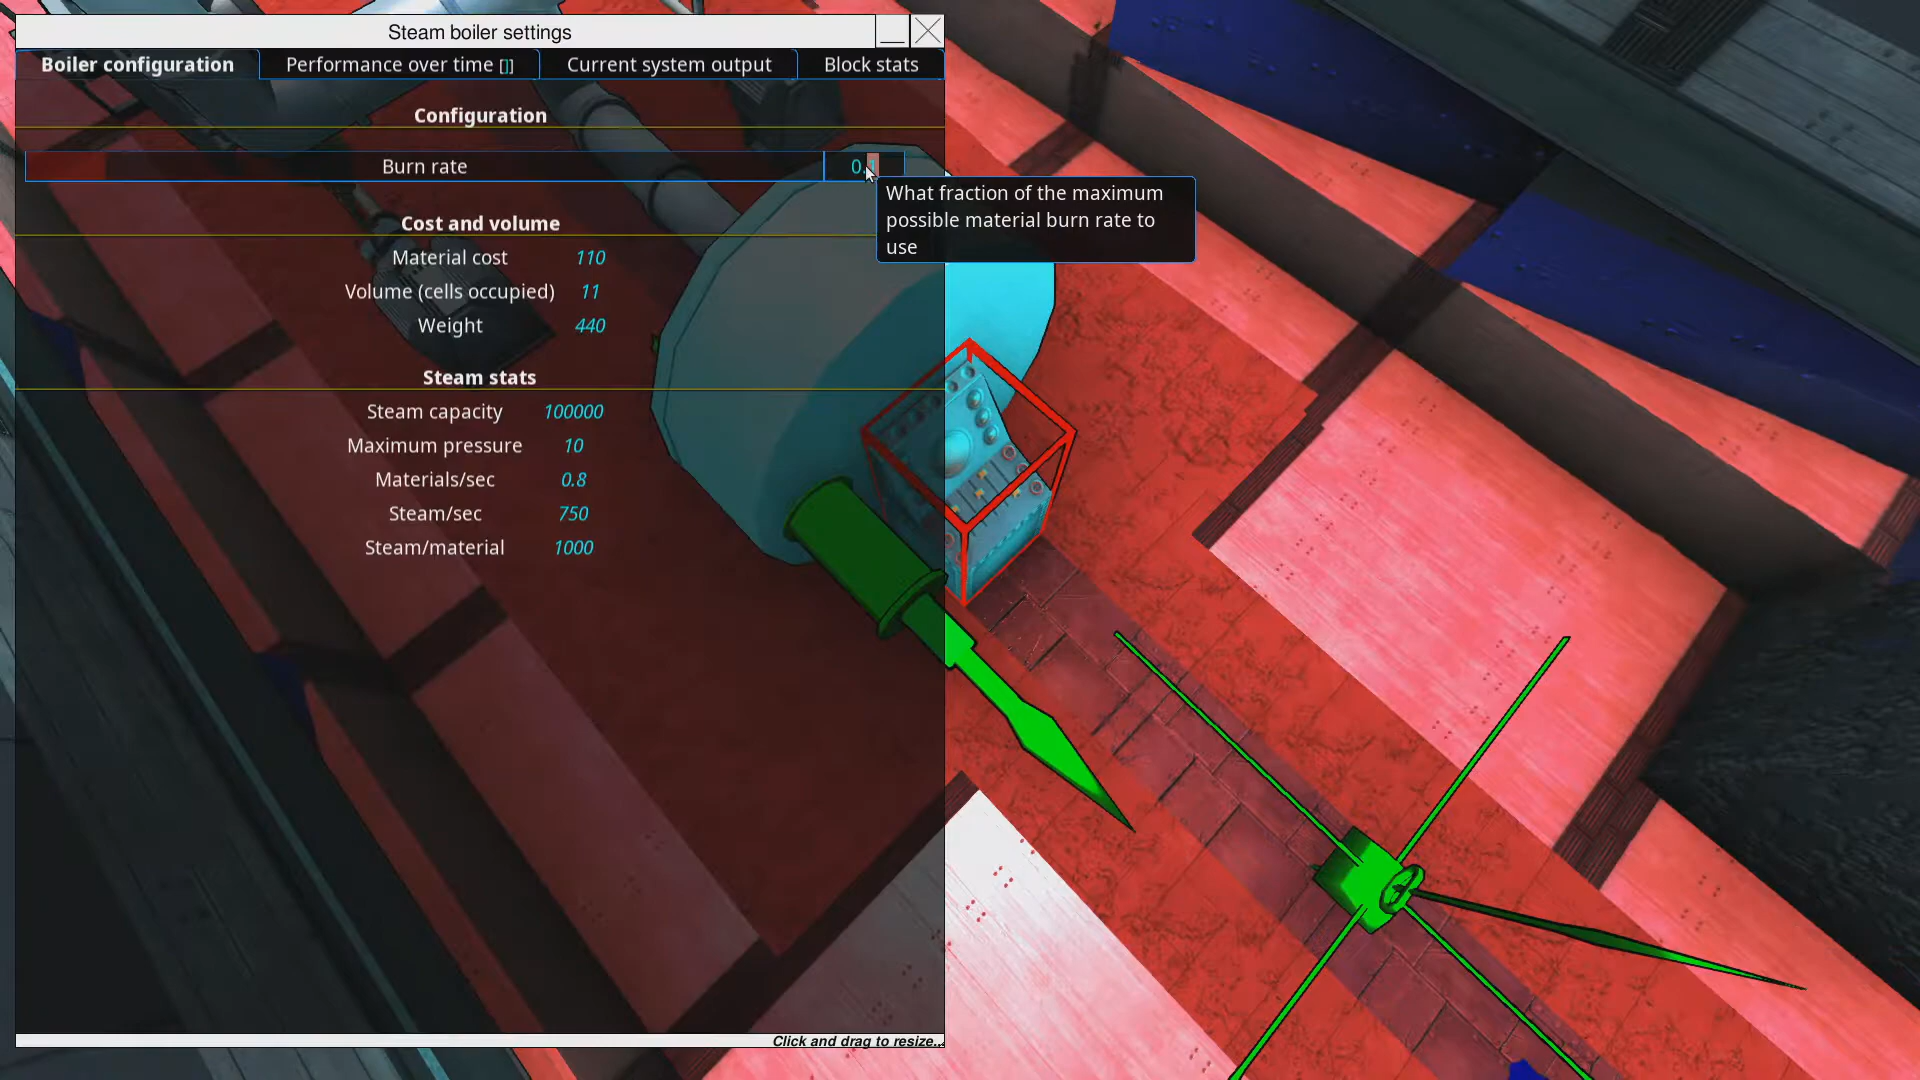 Steam boiler settings
Boiler configuration
Performance over time []
Current system output
Block stats
Configuration
Burn rate
0.1
What fraction of the maximum
possible material burn rate to
use
Cost and volume
Material cost 110
Volume (cells occupied) 11
Weight 440
Steam stats
Steam capacity 100000
Maximum pressure 10
Materials/sec 0.8
Steam/sec 750
Steam/material 1000
Click and drag to resize...